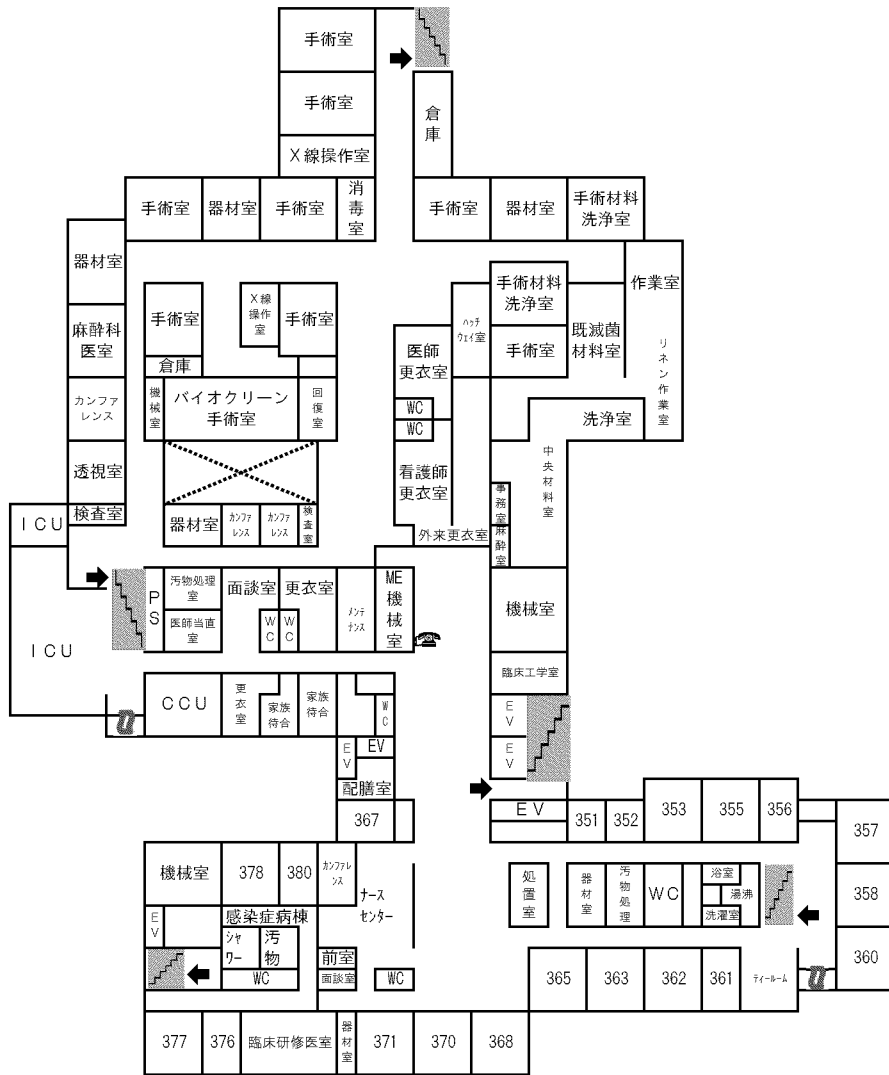 手術室
手術室
倉
庫
X線操作室
手術室
器材室
手術室
消
毒
室
手術室
器材室
手術材料
洗浄室
器材室
手術室
X線
操作
室
手術室
ハッチ
ウェイ室
手術材料
洗浄室
作業室
麻酔科
医室
医師
更衣室
手術室
既滅菌
材料室
リネン作業室
倉庫
カンファ
レンス
機械室
バイオクリーン
手術室
回復室
WC
WC
洗浄室
透視室
看護師
更衣室
中央材料室
事務室
ICU
検査室
器材室
カンファ
レンス
カンファ
レンス
検査室
外来更衣室
麻酔室
PS
汚物処理
室
面談室
更衣室
メンテ
ナンス
ME
機
械
室
機械室
医師当直
室
WC
WC
ICU
臨床工学室
CCU
更
衣
室
家族
待合
家族
待合
WC
EV
EV
EV
EV
配膳室
367
EV
351
352
353
355
356
357
機械室
378
380
カンファレ
ンス
ナース
センター
処
置
室
器
材
室
汚
物
処
理
WC
浴室
湯沸
洗濯室
358
EV
感染症病棟
シャ
ワー
汚
物
WC
前室
面談室
WC
365
363
362
361
ティールーム
360
377
376
臨床研修医室
器
材
室
371
370
368